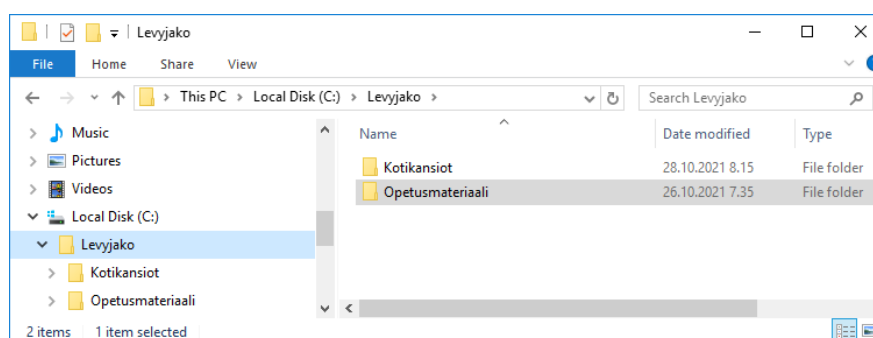 Levyjako
File Home Share View
This PC > Local Disk (C:) > Levyjako > Search Levyjako
Music
Pictures
Videos
Local Disk (C:)
Levyjako
Kotikansiot
Opetusmateriaali
Name Date modified Type
Kotikansiot 28.10.2021 8.15 File folder
Opetusmateriaali 26.10.2021 7.35 File folder
2 items 1 item selected